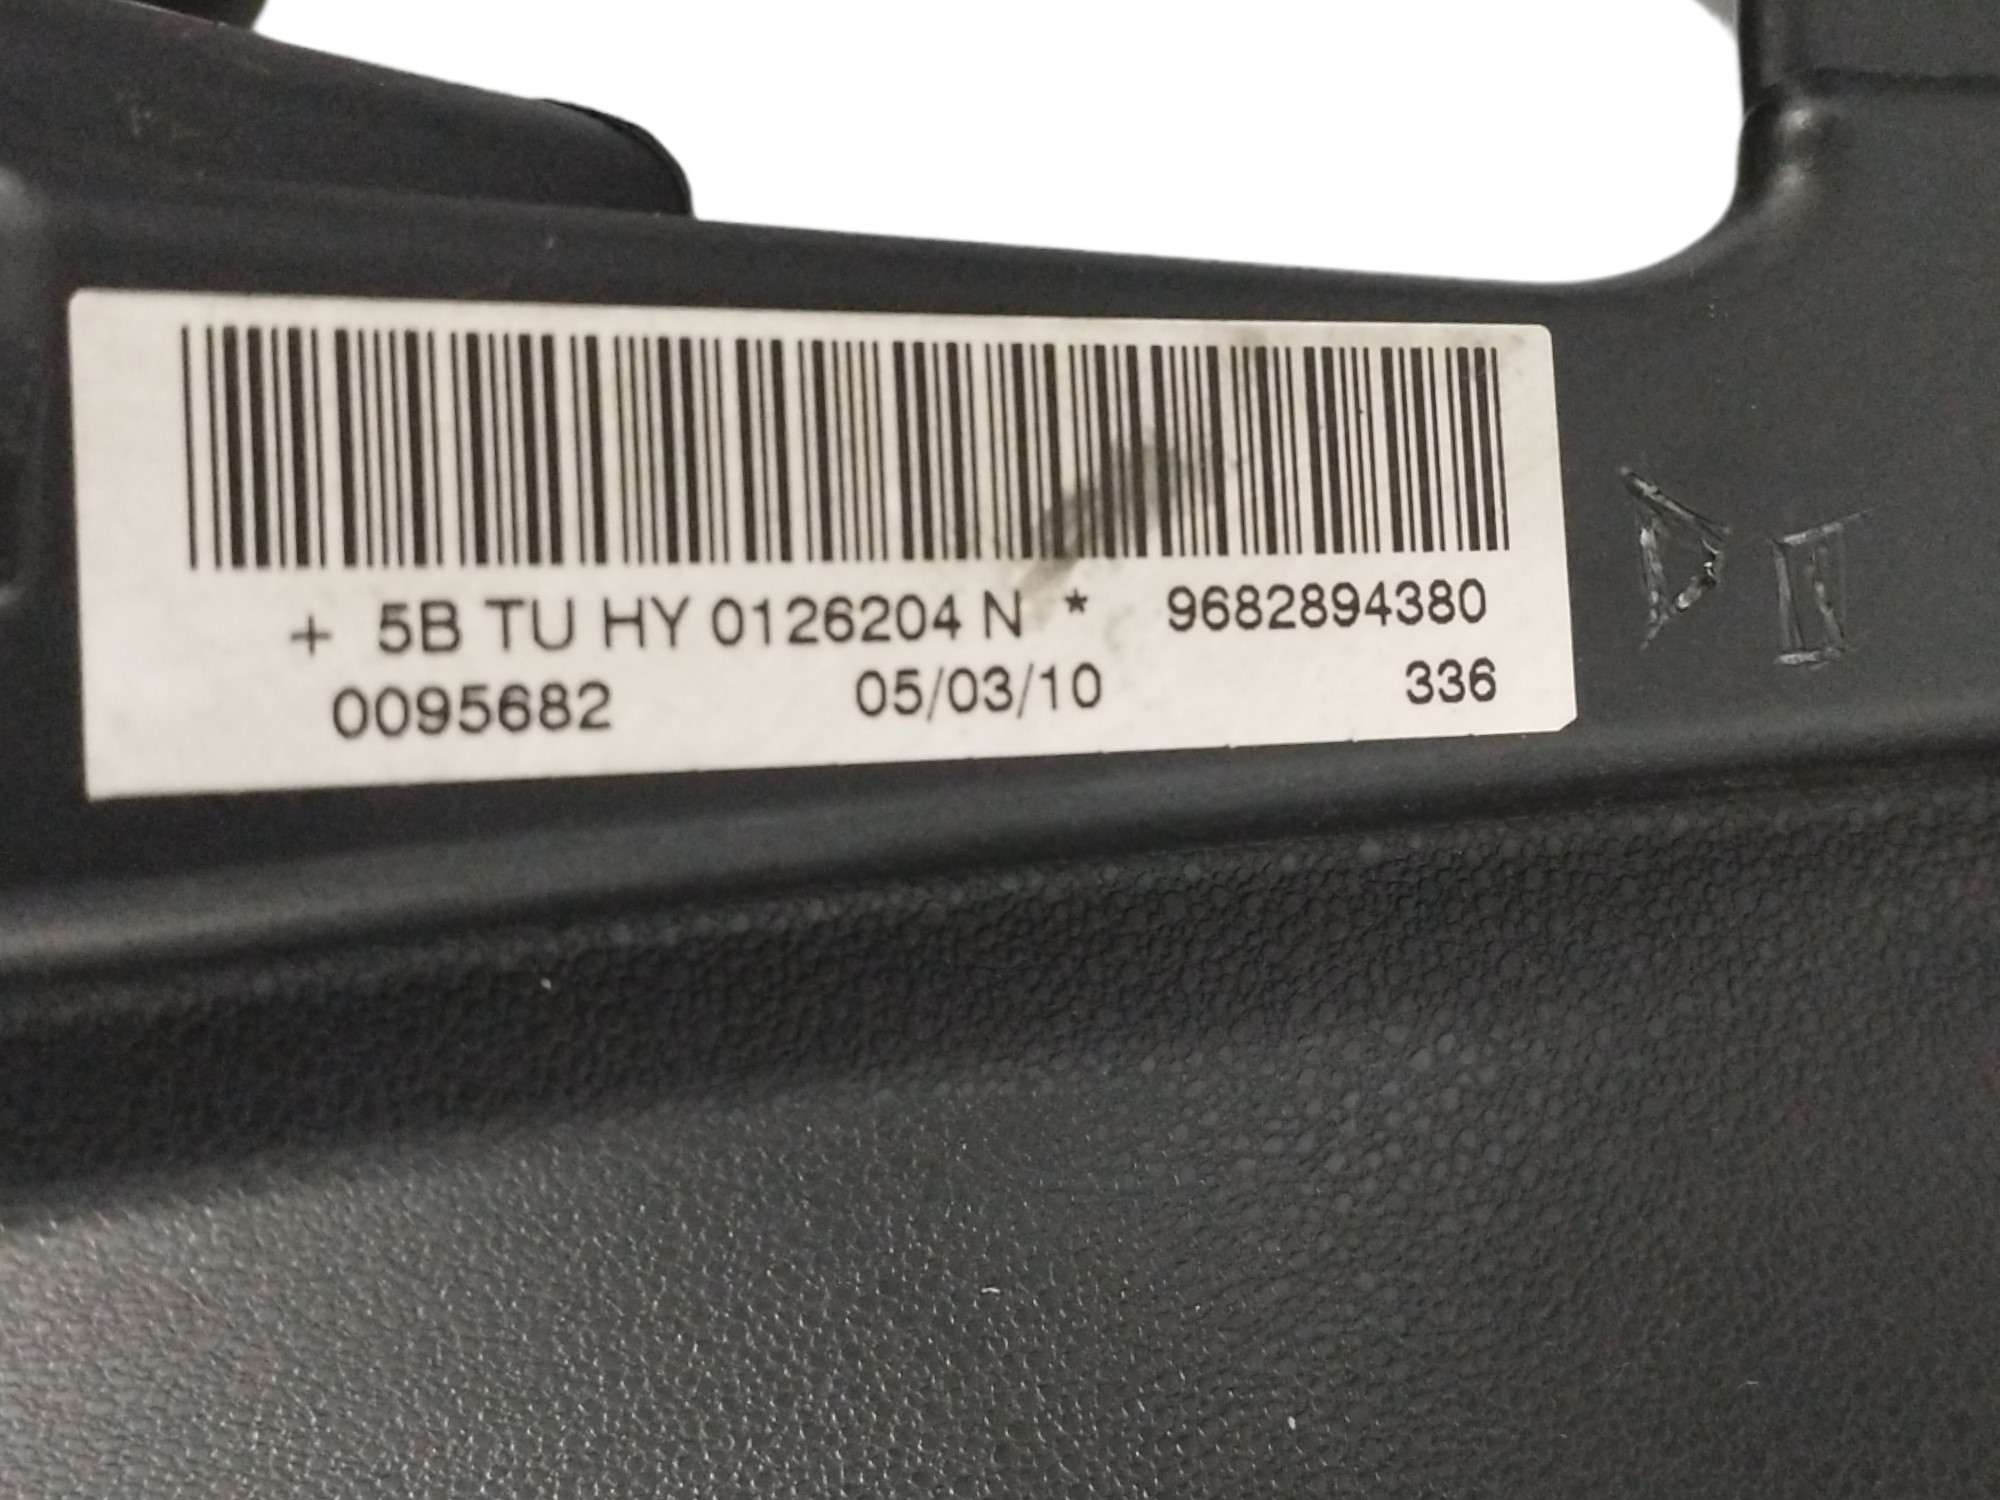 + 5B TU HY 0126204 N * 9682894380
0095682 05/03/10 336